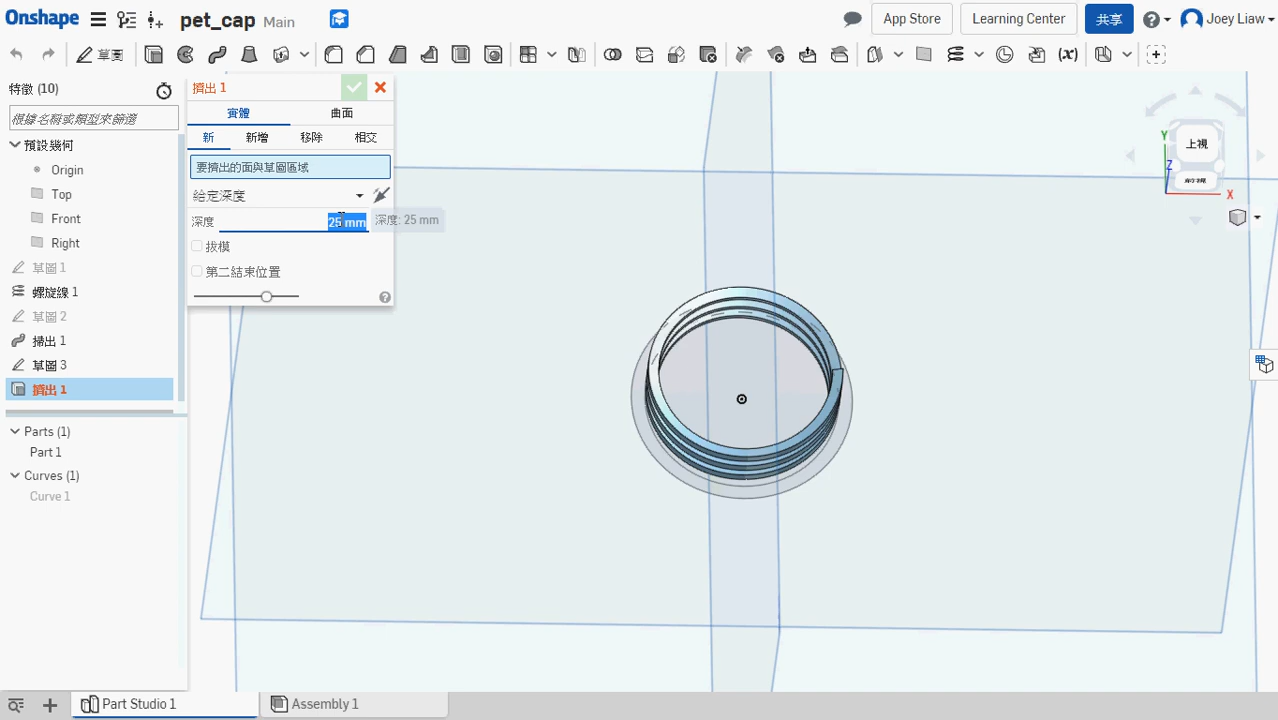 Onshape
pet_cap Main
App Store
Learning Center
共享
Joey Liaw
草圖
(x)
特徵 (10)
根據名稱或類型來篩選
預設幾何
Origin
Top
Front
Right
草圖 1
螺旋線 1
草圖 2
掃出 1
草圖 3
擠出 1
Parts (1)
Part 1
Curves (1)
Curve 1
擠出 1
實體 曲面
新 新增 移除 相交
要擠出的面與草圖區域
給定深度
深度 25 mm
深度: 25 mm
拔模
第二結束位置
Y
Z
X
上視
前視
Part Studio 1
Assembly 1